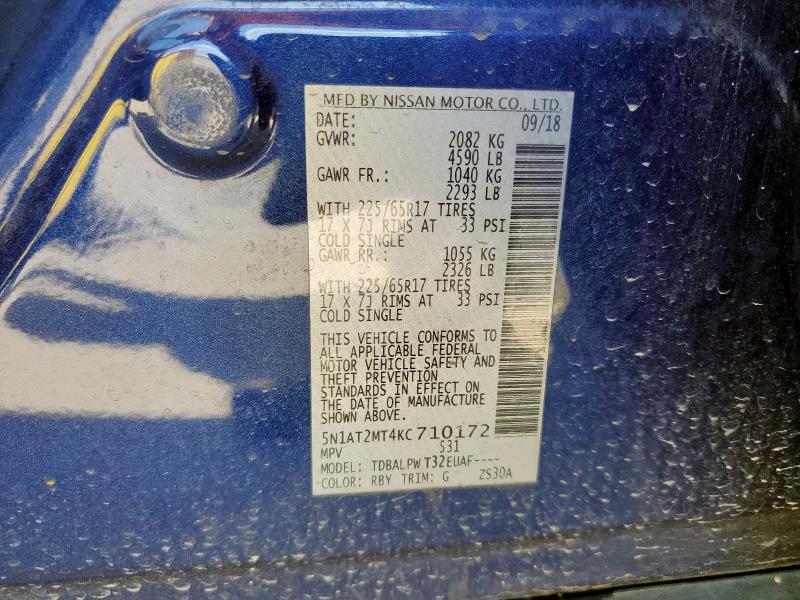 MFD BY NISSAN MOTOR CO., LTD.
DATE: 09/18
GVWR: 2082 KG
4590 LB
GAWR FR.: 1040 KG
2293 LB
WITH 225/65R17 TIRES
17 X 7J RIMS AT 33 PSI
COLD SINGLE
GAWR RR.: 1055 KG
2326 LB
WITH 225/65R17 TIRES
17 X 7J RIMS AT 33 PSI
COLD SINGLE
THIS VEHICLE CONFORMS TO
ALL APPLICABLE FEDERAL
MOTOR VEHICLE SAFETY AND
THEFT PREVENTION
STANDARDS IN EFFECT ON
THE DATE OF MANUFACTURE
SHOWN ABOVE.
5N1AT2MT4KC710172
MPV 531
MODEL: TDBALPW T32EUAF----
COLOR: RBY TRIM: G ZS30A